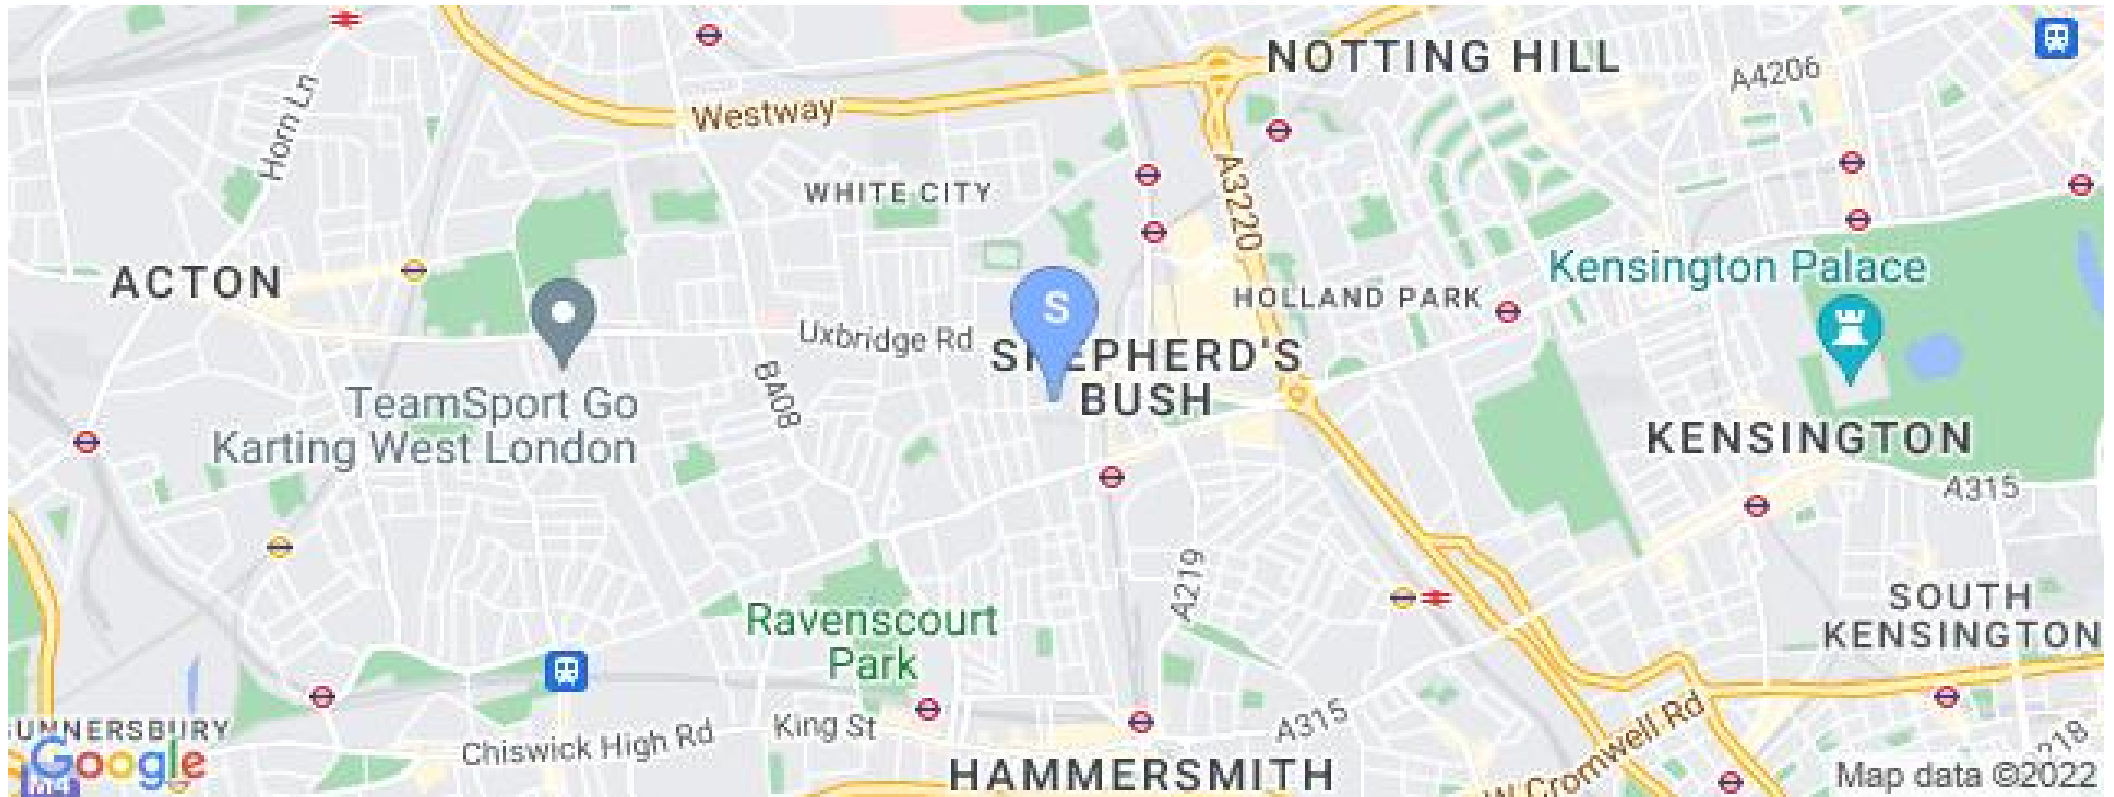 NOTTING HILL
A4206
Horn Ln
Westway
A3220
WHITE CITY
ACTON
Kensington Palace
HOLLAND PARK
S
Uxbridge Rd
SHEPHERD'S
BUSH
B408
TeamSport Go
Karting West London
KENSINGTON
A315
A219
SOUTH
KENSINGTON
Ravenscourt
Park
UNNERSBURY
King St
A315
Chiswick High Rd
W Cromwell Rd
218
Google
M4
HAMMERSMITH
Map data ©2022